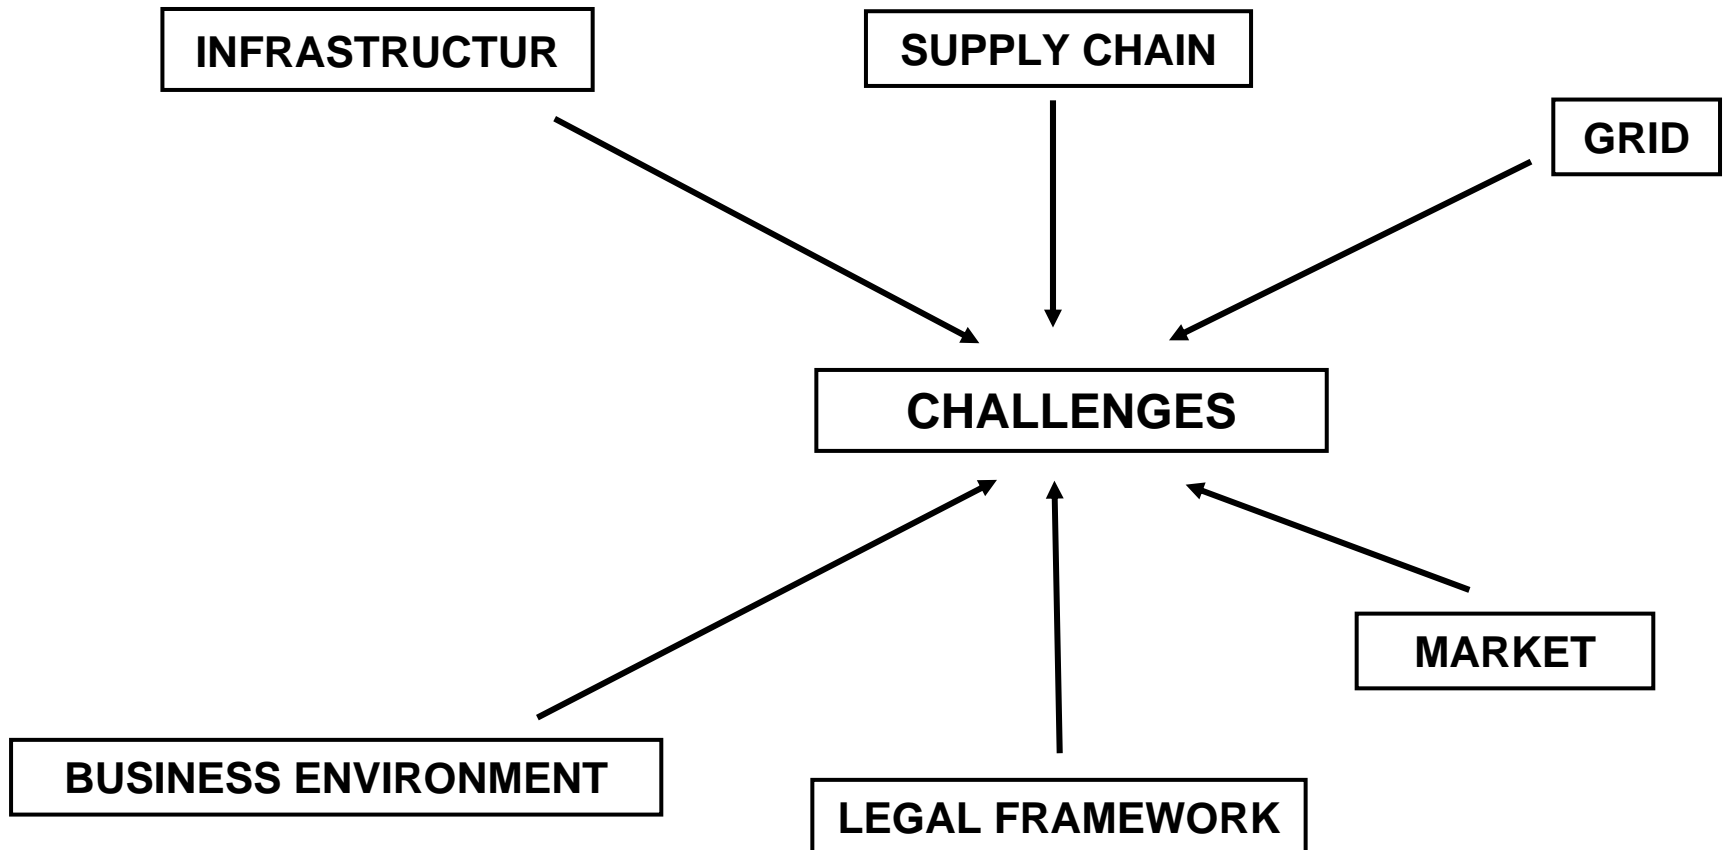 INFRASTRUCTUR
SUPPLY CHAIN
GRID
CHALLENGES
MARKET
BUSINESS ENVIRONMENT
LEGAL FRAMEWORK